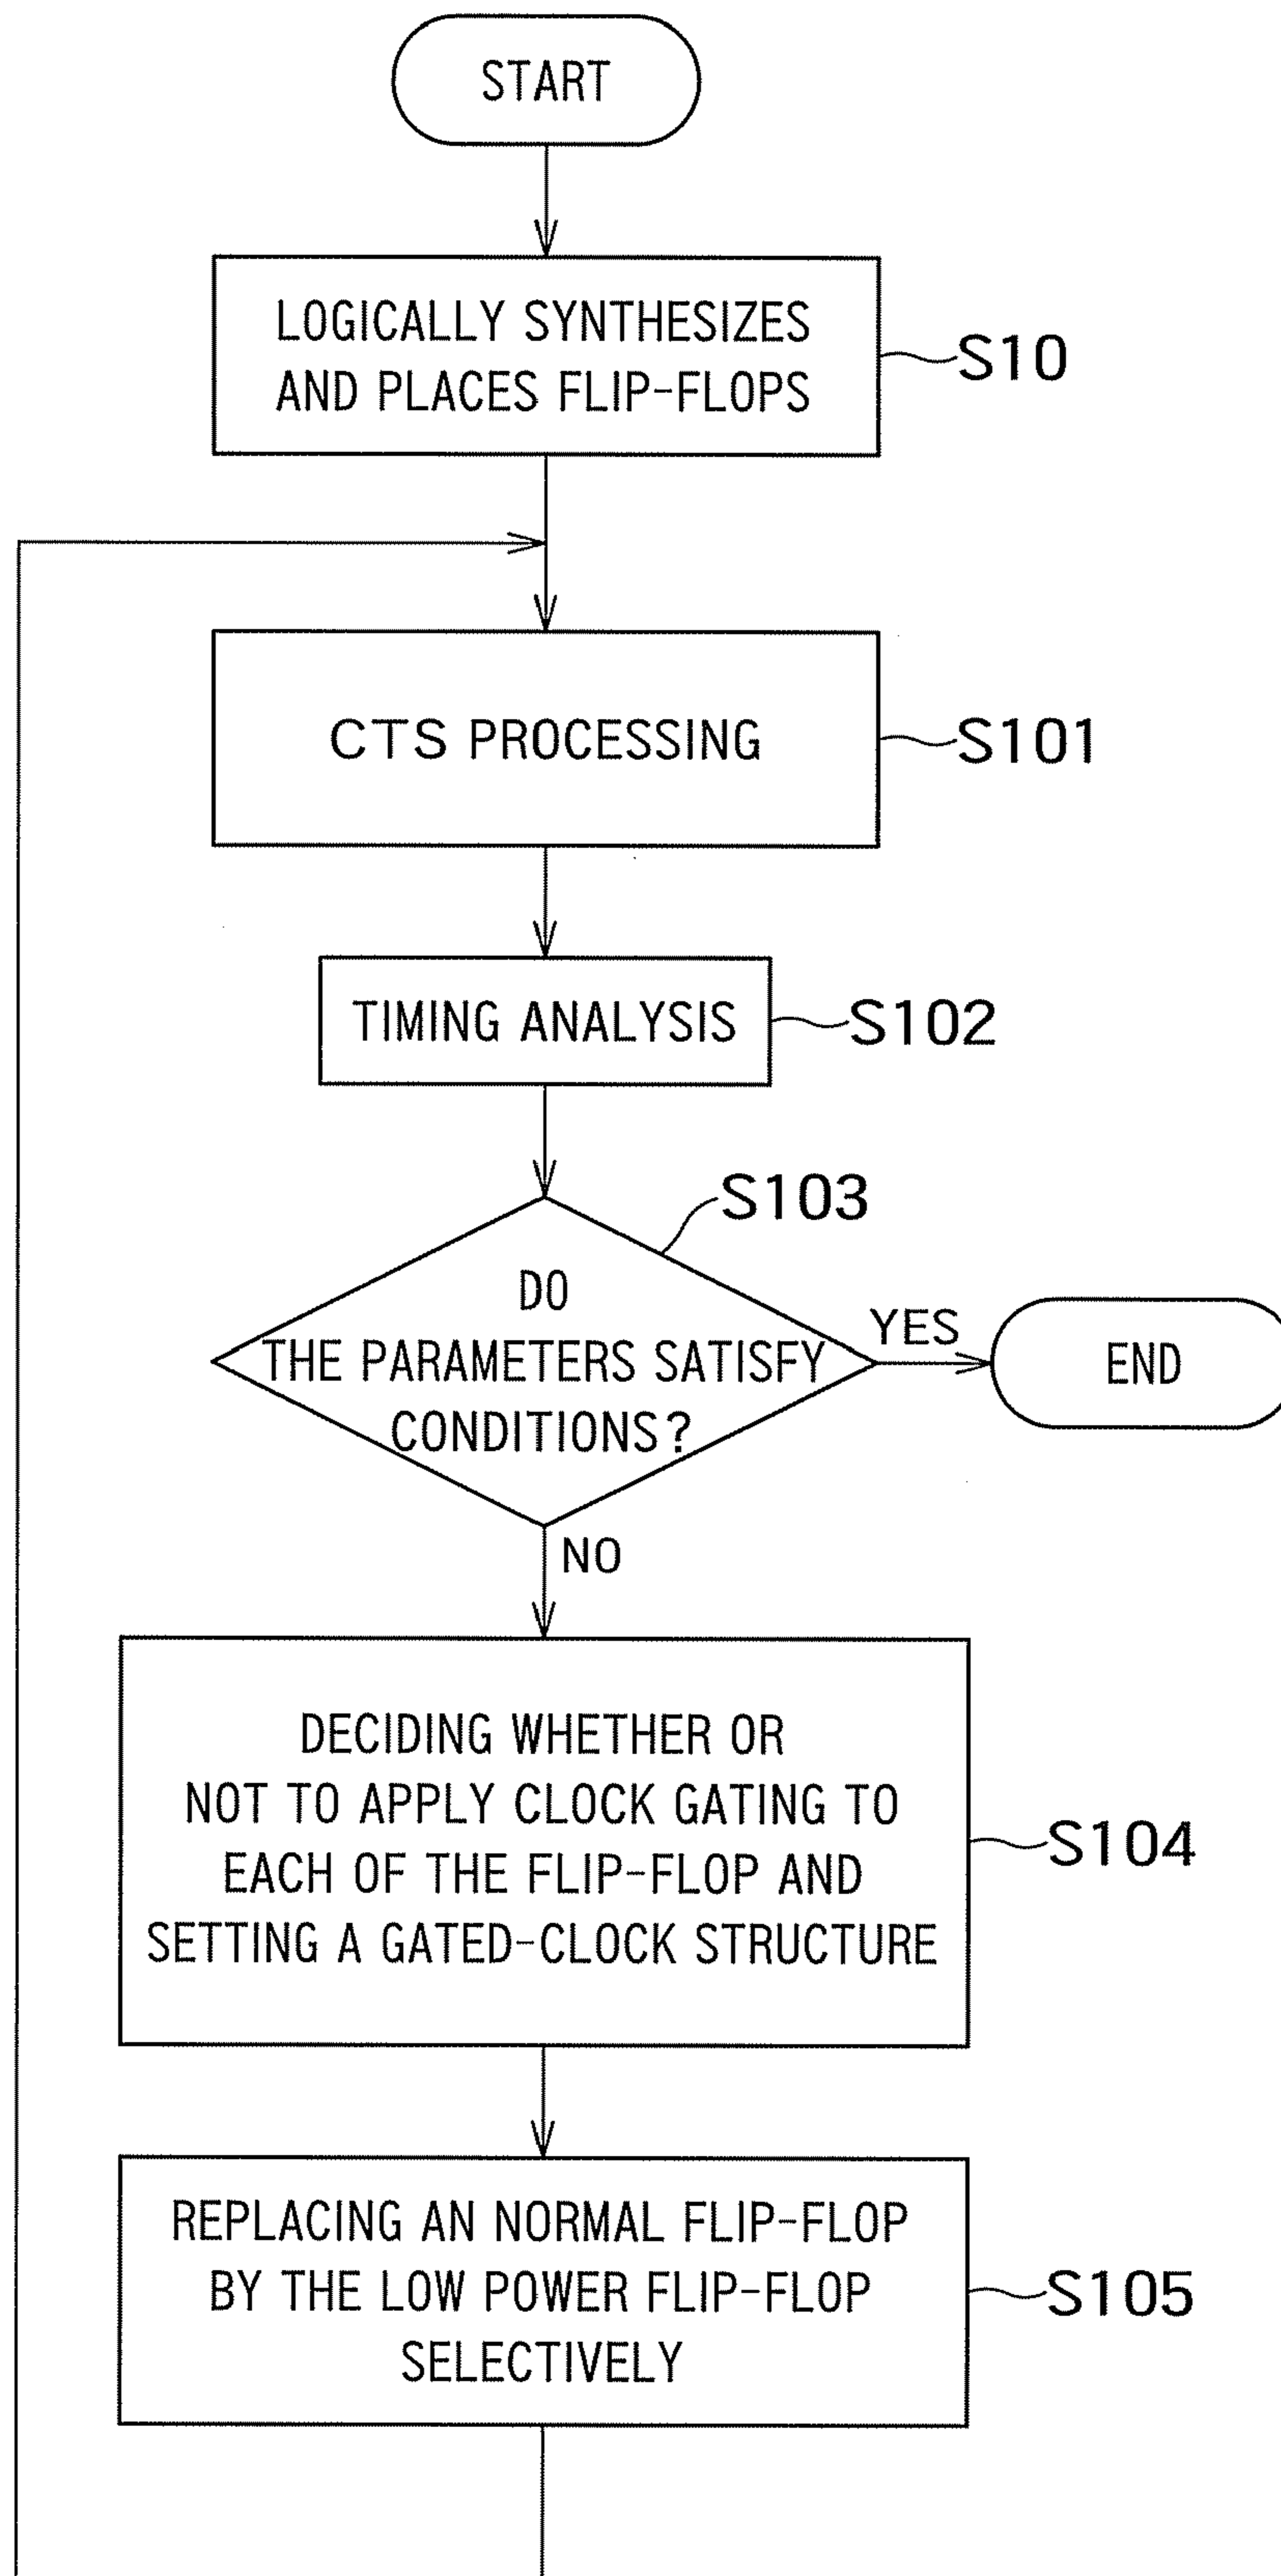 START
LOGICALLY SYNTHESIZES
AND PLACES FLIP-FLOPS
S10
CTS PROCESSING
S101
TIMING ANALYSIS
S102
S103
DO
THE PARAMETERS SATISFY
CONDITIONS?
YES
END
NO
DECIDING WHETHER OR
NOT TO APPLY CLOCK GATING TO
EACH OF THE FLIP-FLOP AND
SETTING A GATED-CLOCK STRUCTURE
S104
REPLACING AN NORMAL FLIP-FLOP
BY THE LOW POWER FLIP-FLOP
SELECTIVELY
S105